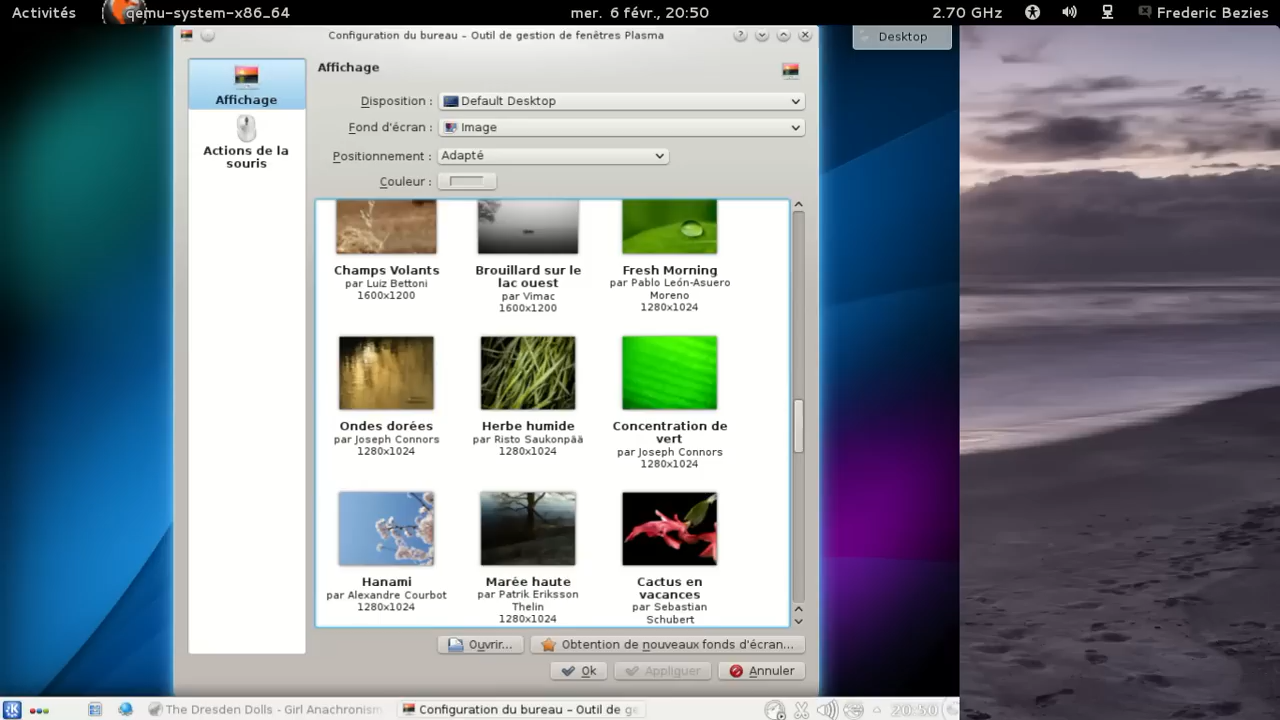 Activités
qemu-system-x86_64
mer. 6 févr., 20:50
2.70 GHz
Frederic Bezies
Configuration du bureau – Outil de gestion de fenêtres Plasma
Desktop
Affichage
Actions de la
souris
Affichage
Disposition :
Default Desktop
Fond d'écran :
Image
Positionnement :
Adapté
Couleur :
Champs Volants
par Luiz Bettoni
1600x1200
Brouillard sur le
lac ouest
par Vimac
1600x1200
Fresh Morning
par Pablo León-Asuero
Moreno
1280x1024
Ondes dorées
par Joseph Connors
1280x1024
Herbe humide
par Risto Saukonpää
1280x1024
Concentration de
vert
par Joseph Connors
1280x1024
Hanami
par Alexandre Courbot
1280x1024
Marée haute
par Patrik Eriksson
Thelin
1280x1024
Cactus en
vacances
par Sebastian
Schubert
Ouvrir...
Obtention de nouveaux fonds d'écran...
Ok
Appliquer
Annuler
The Dresden Dolls - Girl Anachronism
Configuration du bureau – Outil de ge
20:50